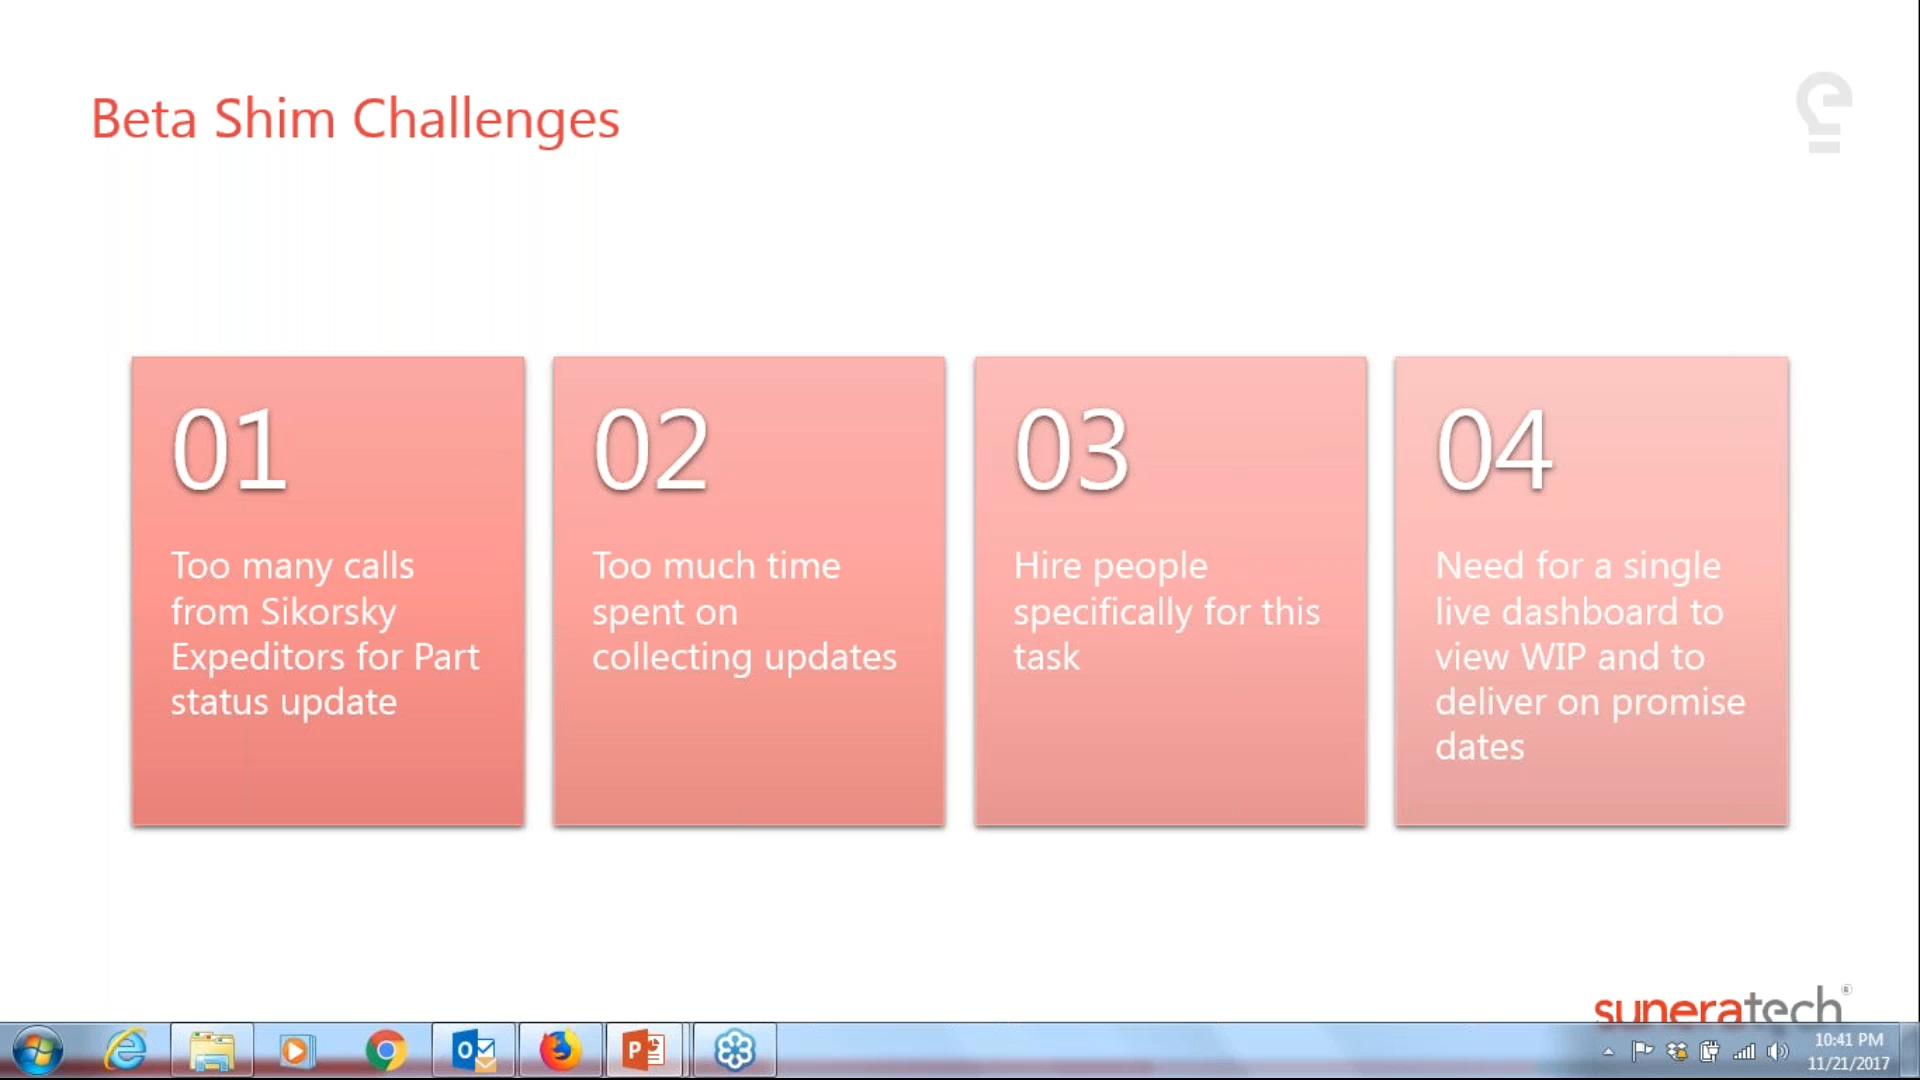 Beta Shim Challenges
01
Too many calls
from Sikorsky
Expeditors for Part
status update
02
Too much time
spent on
collecting updates
03
Hire people
specifically for this
task
04
Need for a single
live dashboard to
view WIP and to
deliver on promise
dates
suneratech®
10:41 PM
11/21/2017